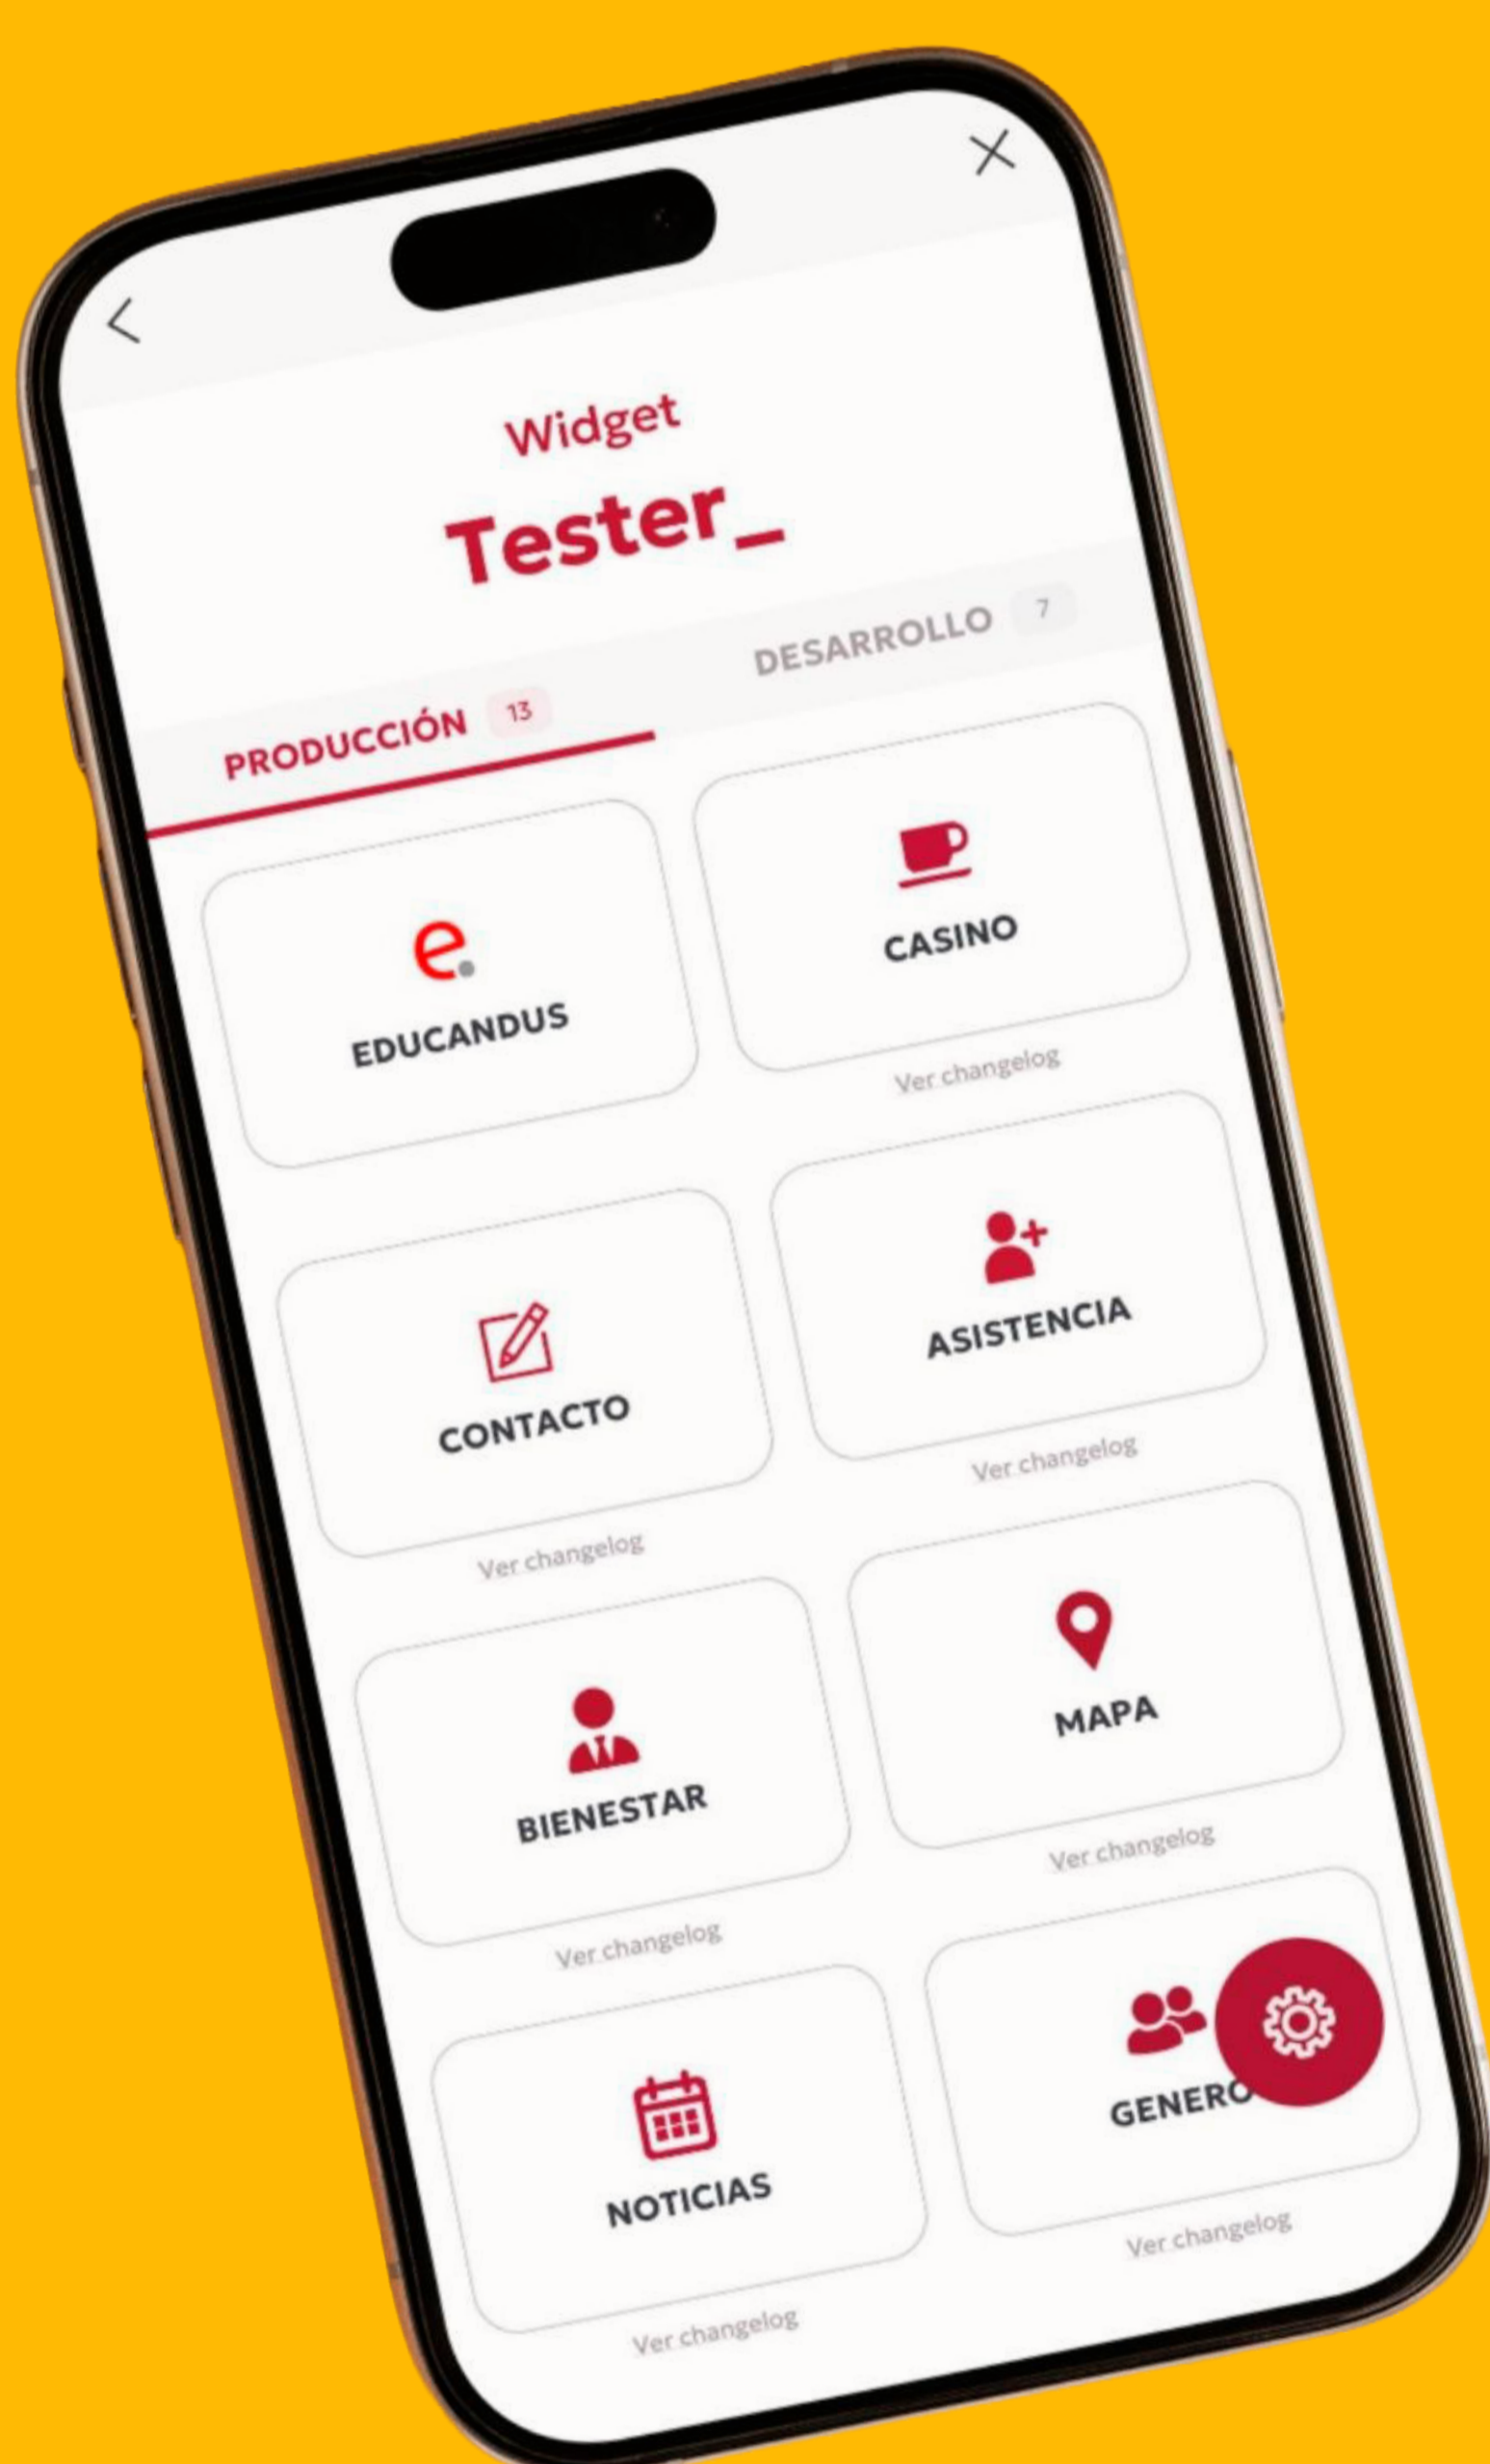 Widget
Tester_
PRODUCCIÓN 13
DESARROLLO 7
e.
EDUCANDUS
CASINO
Ver changelog
CONTACTO
Ver changelog
ASISTENCIA
Ver changelog
BIENESTAR
Ver changelog
MAPA
Ver changelog
NOTICIAS
Ver changelog
GENERO
Ver changelog